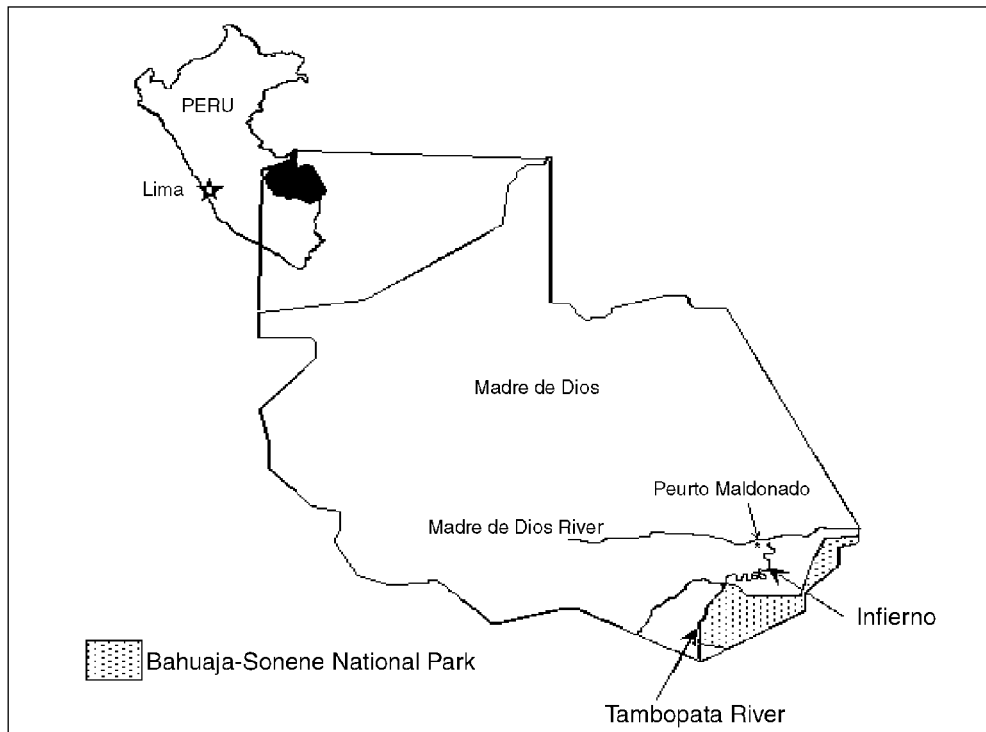 PERU
Lima
Madre de Dios
Peurto Maldonado
Madre de Dios River
Infierno
Bahuaja-Sonene National Park
Tambopata River